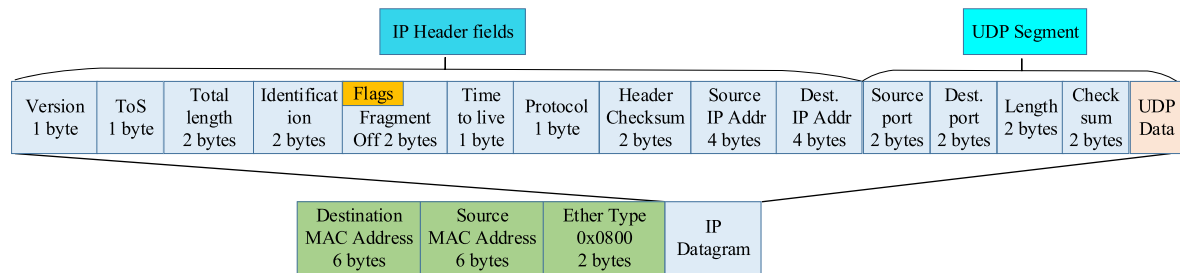 IP Header fields
UDP Segment
Version
1 byte
ToS
1 byte
Total
length
2 bytes
Identificat
ion
2 bytes
Flags
Fragment
Off 2 bytes
Time
to live
1 byte
Protocol
1 byte
Header
Checksum
2 bytes
Source
IP Addr
4 bytes
Dest.
IP Addr
4 bytes
Source
port
2 bytes
Dest.
port
2 bytes
Length
2 bytes
Check
sum
2 bytes
UDP
Data
Destination
MAC Address
6 bytes
Source
MAC Address
6 bytes
Ether Type
0x0800
2 bytes
IP
Datagram